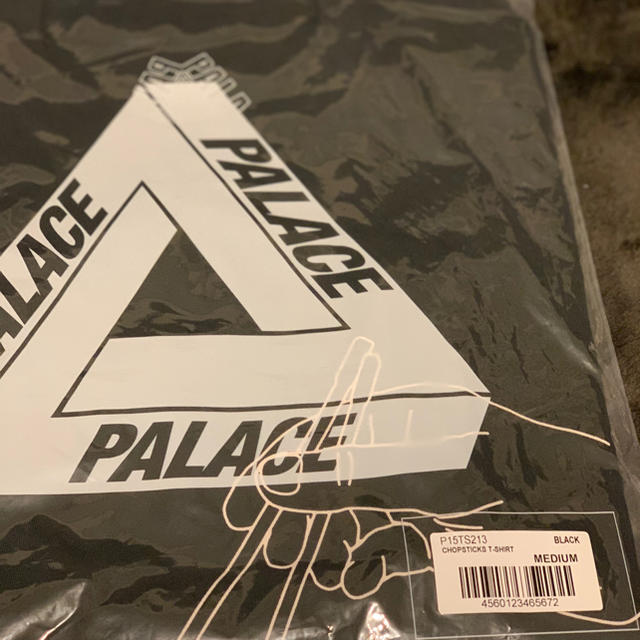 PALACE
PALACE
PALACE
P15TS213 BLACK
CHOPSTICKS T-SHIRT
MEDIUM
4560123465672